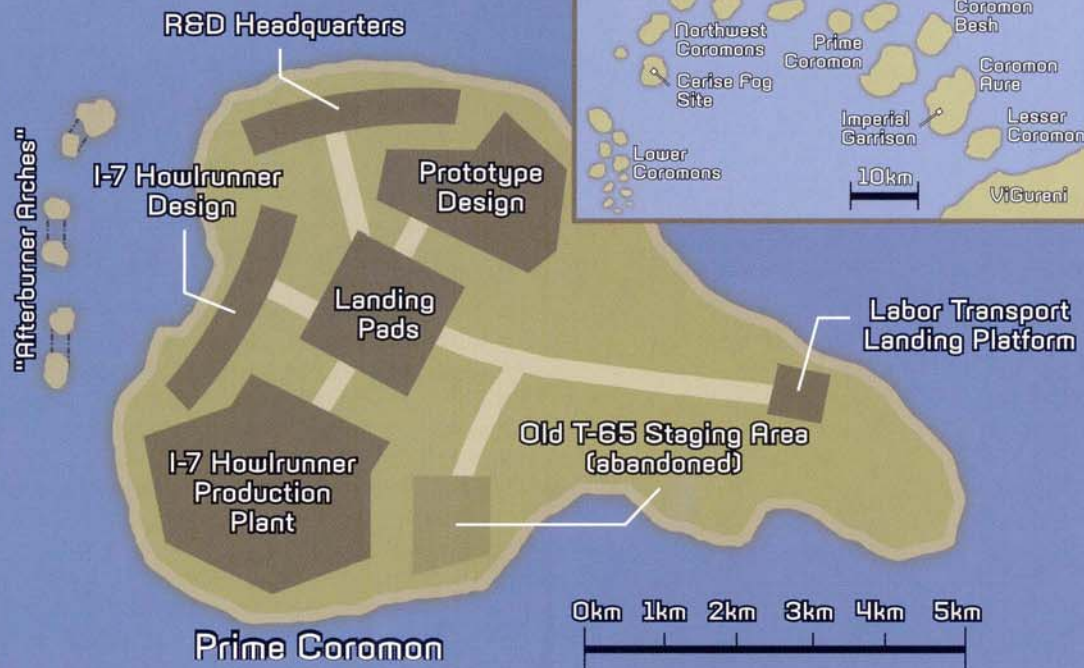 R&D Headquarters
I-7 Howlrunner
Design
Prototype
Design
"Afterburner Arches"
Landing
Pads
Labor Transport
Landing Platform
Old T-65 Staging Area
(abandoned)
I-7 Howlrunner
Production
Plant
Prime Coromon
0km 1km 2km 3km 4km 5km
Northwest
Coromons
Cerise Fog
Site
Lower
Coromons
Prime
Coromon
Coromon
Besh
Coromon
Aure
Imperial
Garrison
Lesser
Coromon
10km
ViGureni